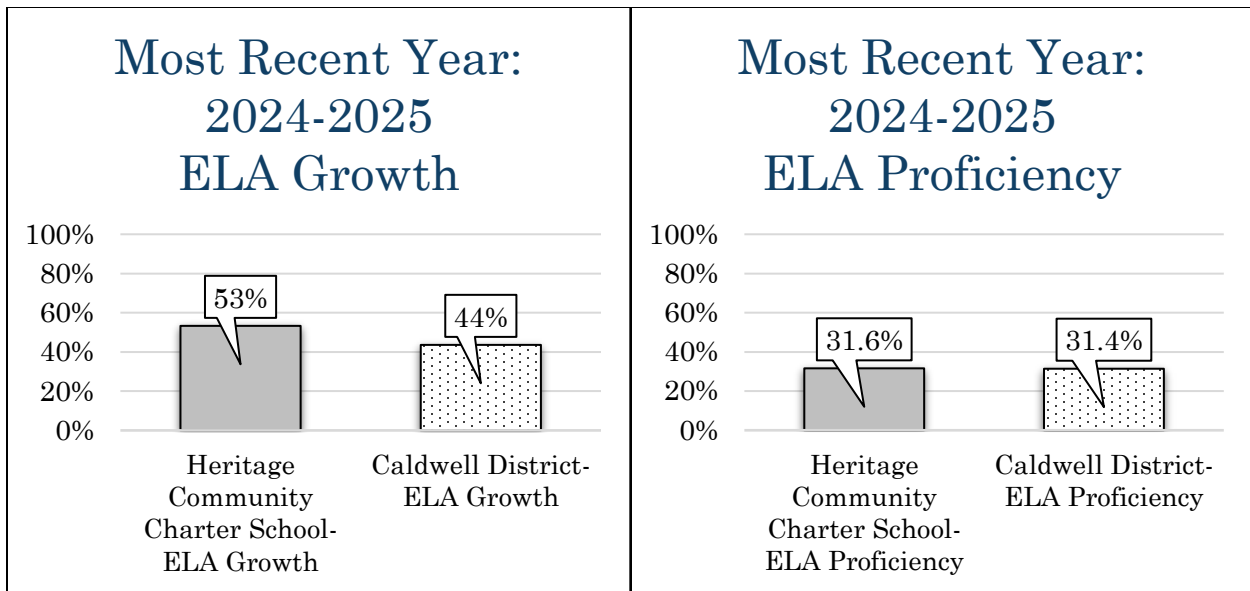 Most Recent Year:
2024-2025
ELA Growth
100%
80%
60%
40%
20%
0%
53%
44%
Heritage
Community
Charter School-
ELA Growth
Caldwell District-
ELA Growth
Most Recent Year:
2024-2025
ELA Proficiency
100%
80%
60%
40%
20%
0%
31.6%
31.4%
Heritage
Community
Charter School-
ELA Proficiency
Caldwell District-
ELA Proficiency